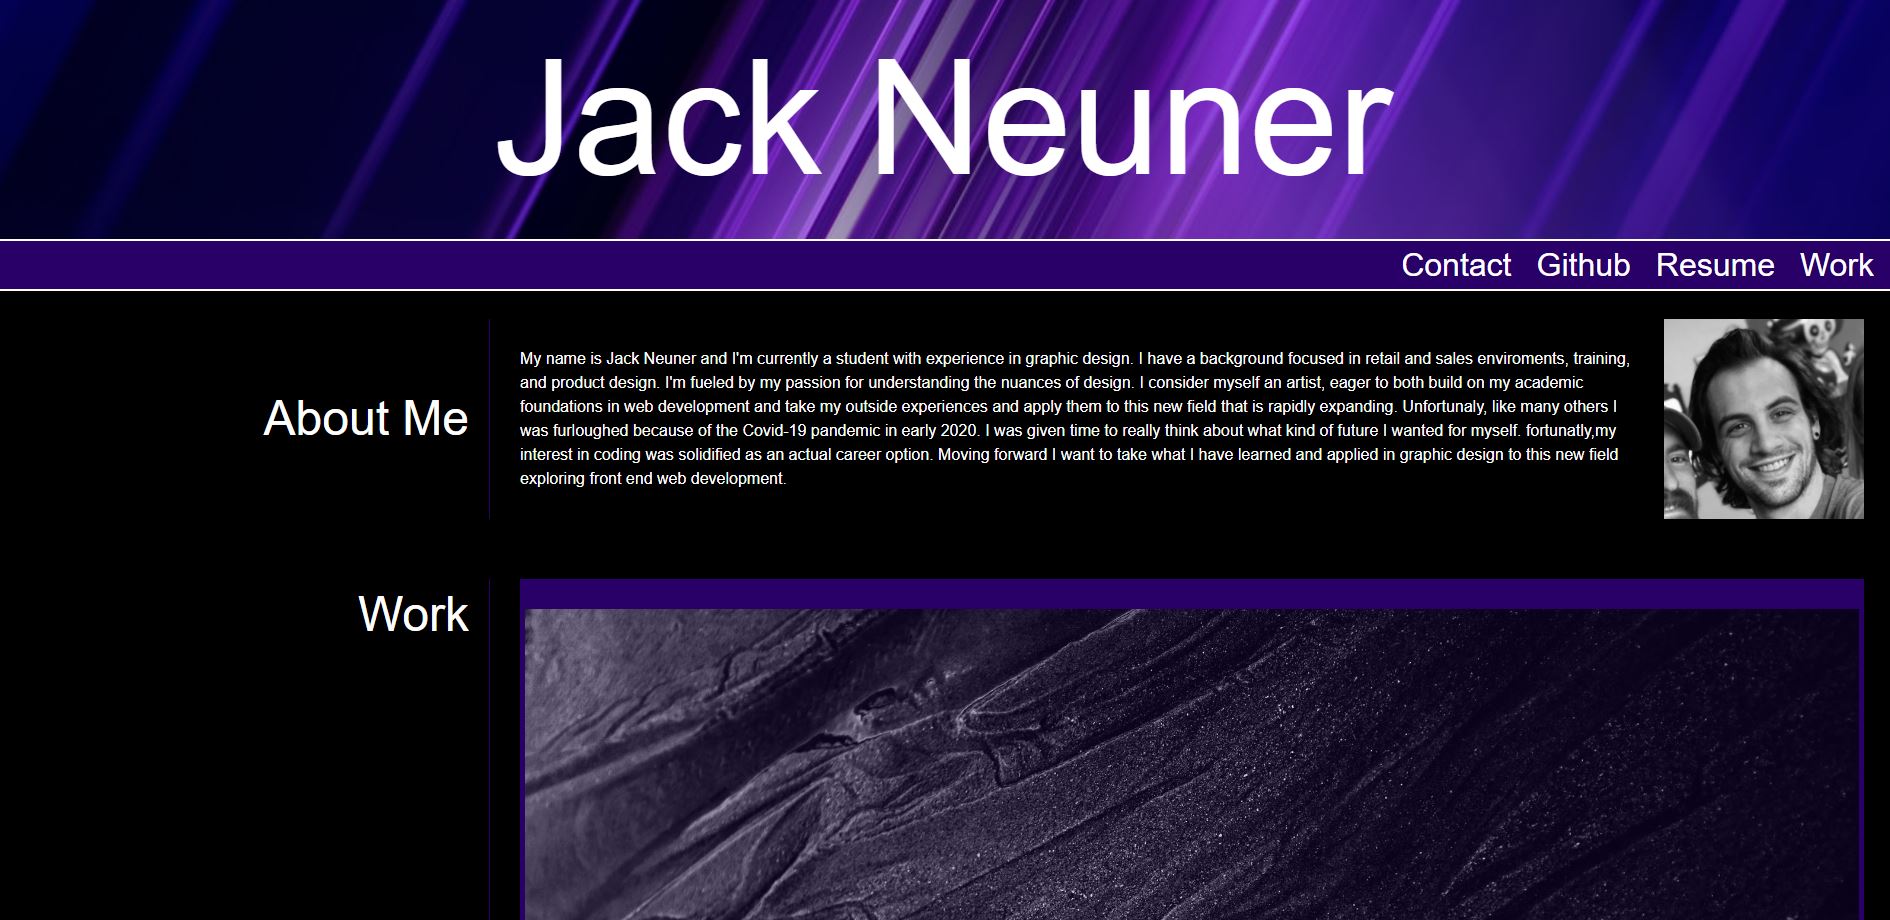 Jack Neuner
Contact Github Resume Work
About Me
My name is Jack Neuner and I'm currently a student with experience in graphic design. I have a background focused in retail and sales enviroments, training,
and product design. I'm fueled by my passion for understanding the nuances of design. I consider myself an artist, eager to both build on my academic
foundations in web development and take my outside experiences and apply them to this new field that is rapidly expanding. Unfortunaly, like many others I
was furloughed because of the Covid-19 pandemic in early 2020. I was given time to really think about what kind of future I wanted for myself. fortunatly,my
interest in coding was solidified as an actual career option. Moving forward I want to take what I have learned and applied in graphic design to this new field
exploring front end web development.
Work